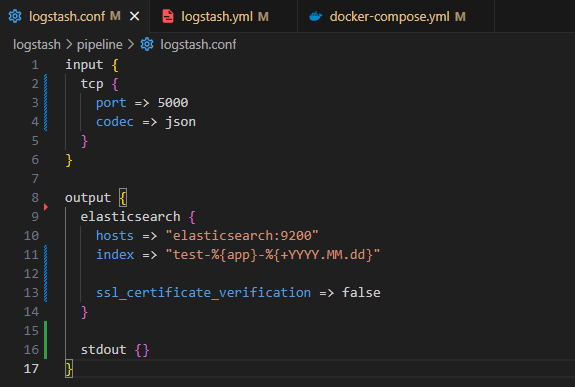 logstash.conf M logstash.yml M docker-compose.yml M
logstash > pipeline > logstash.conf
1 input {
2 tcp {
3 port => 5000
4 codec => json
5 }
6 }
7
8 output {
9 elasticsearch {
10 hosts => "elasticsearch:9200"
11 index => "test-%{app}-%{+YYYY.MM.dd}"
12
13 ssl_certificate_verification => false
14 }
15
16 stdout {}
17 }